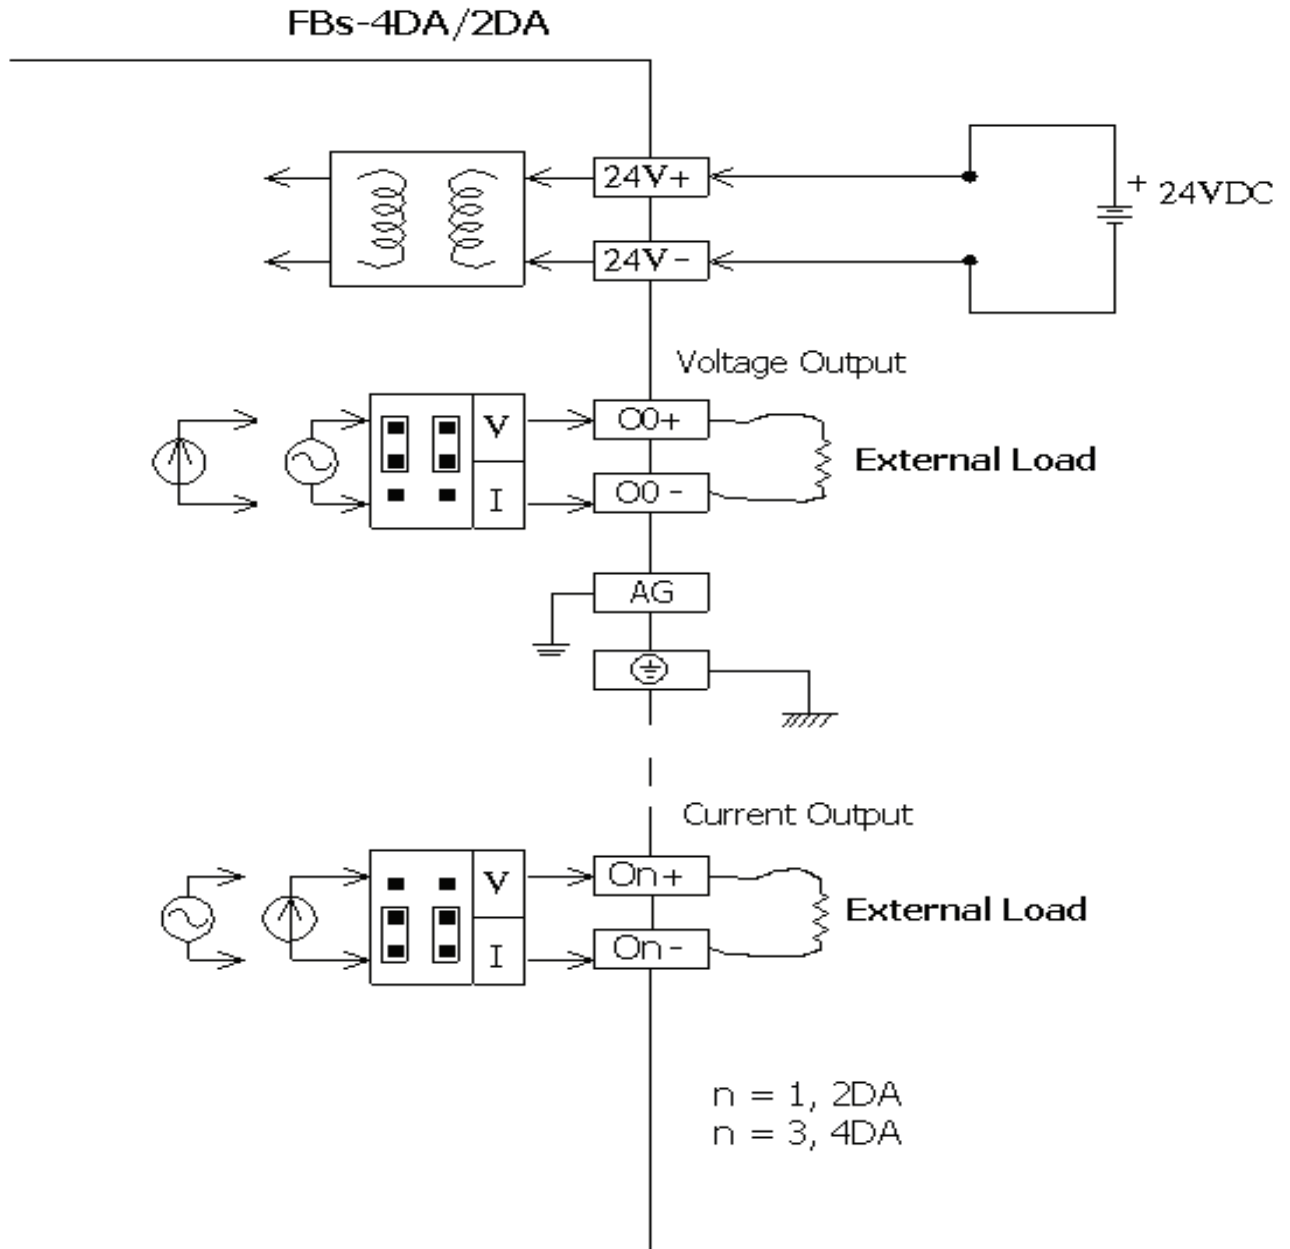 FBs-4DA/2DA
24V+
+ 24VDC
24V-
Voltage Output
V
O0+
External Load
I
O0-
AG
Current Output
V
On+
External Load
I
On-
n = 1, 2DA
n = 3, 4DA